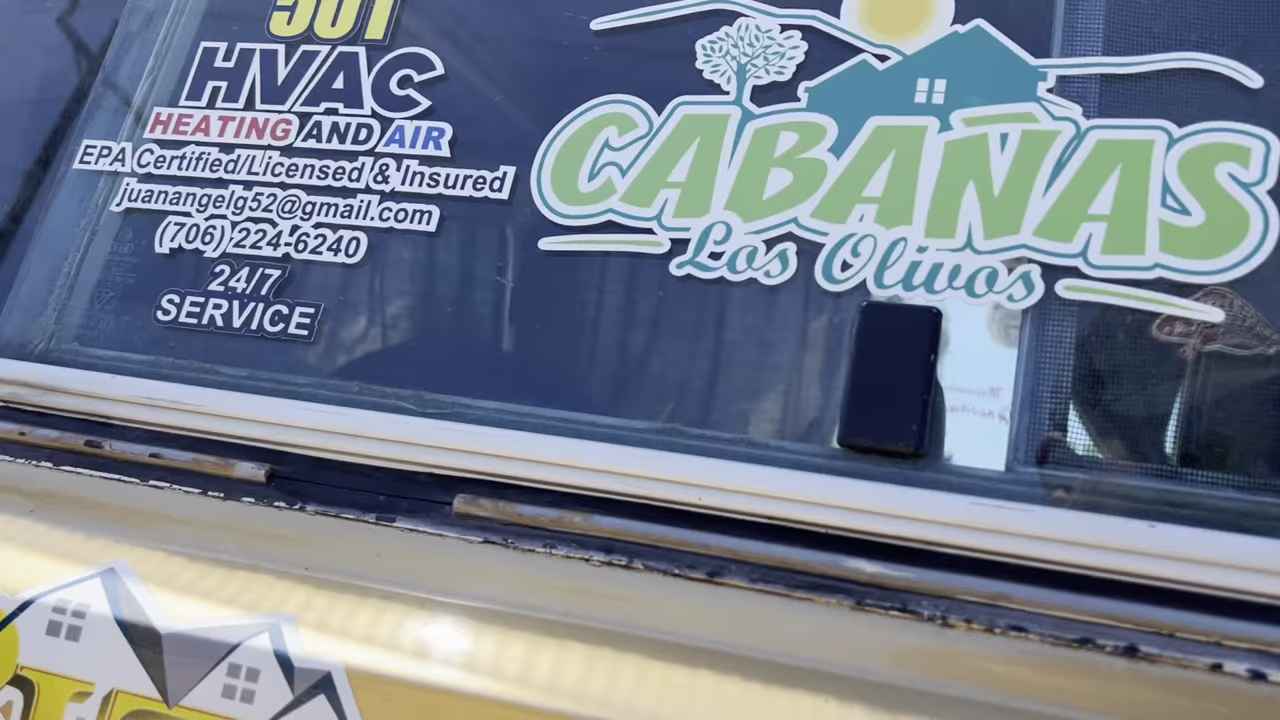 501
HVAC
HEATING AND AIR
EPA Certified/Licensed & Insured
juanangelg52@gmail.com
(706) 224-6240
24/7
SERVICE
CABAÑAS
Los Olivos